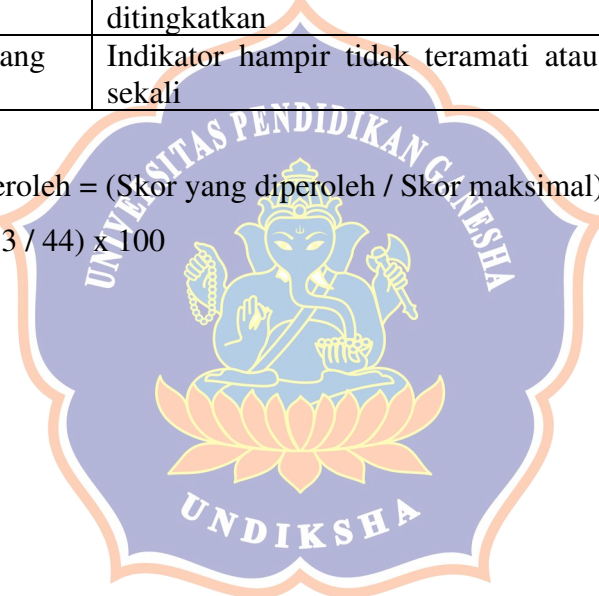 ditingkatkan
ang Indikator hampir tidak teramati atau
sekali
eroleh = (Skor yang diperoleh / Skor maksimal)
3 / 44) x 100
UNIVERSITAS PENDIDIKAN GANESHA
UNDIKSHA